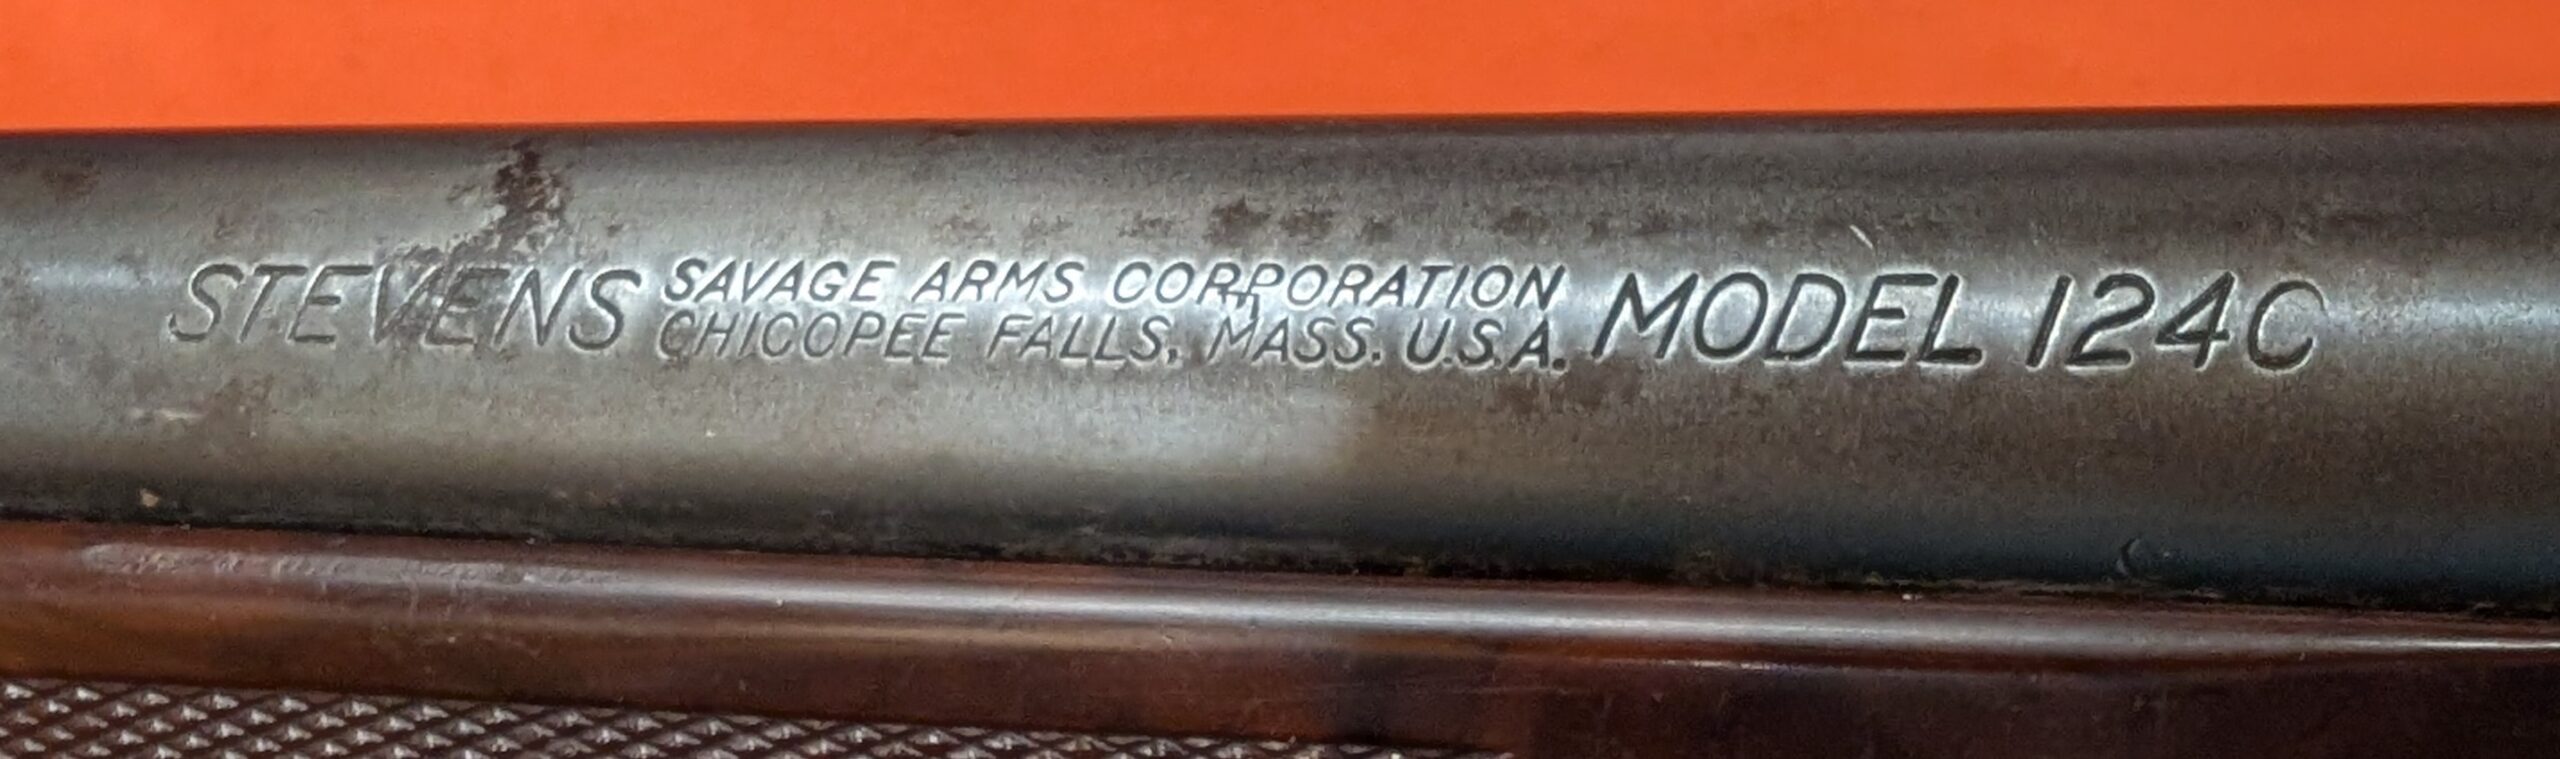 STEVENS SAVAGE ARMS CORPORATION MODEL 124C
CHICOPEE FALLS, MASS. U.S.A.